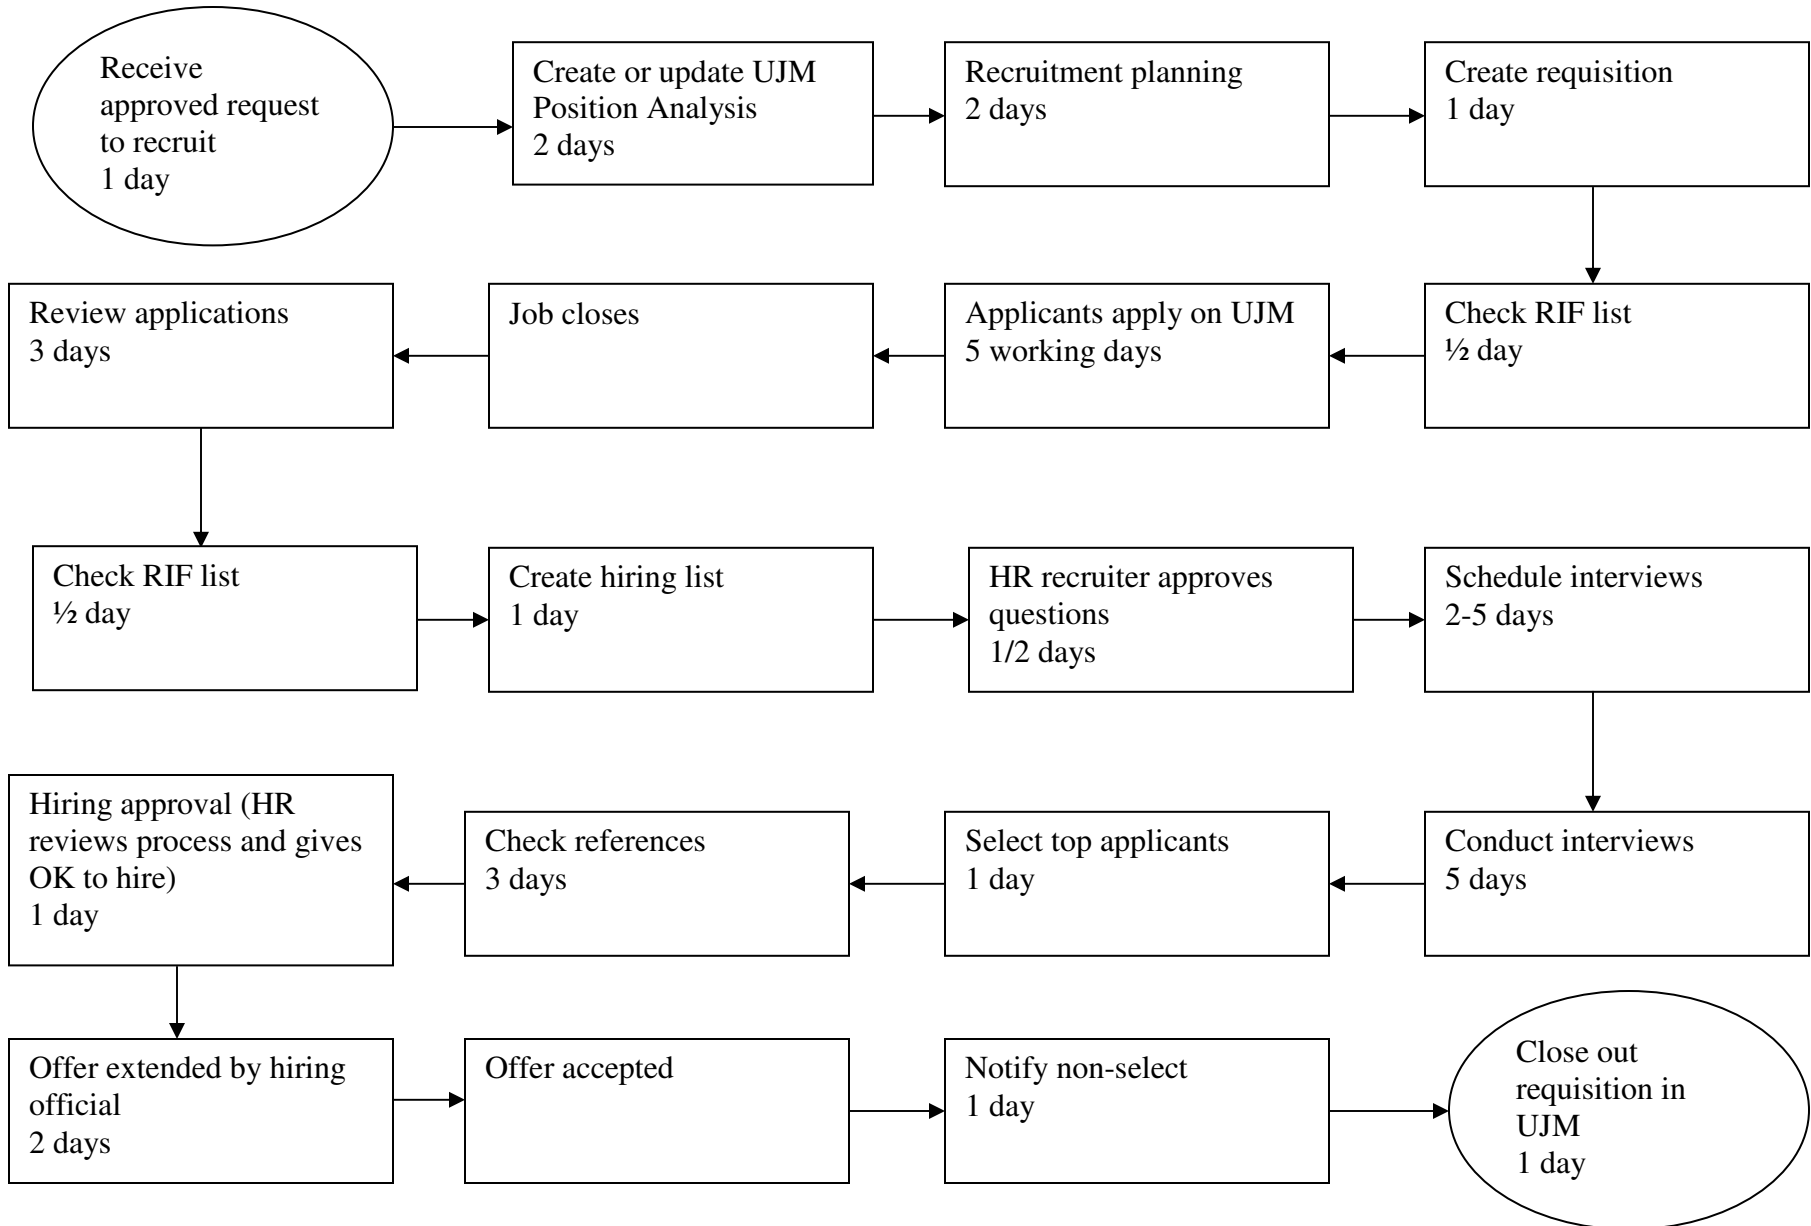 Receive
approved request
to recruit
1 day
Create or update UJM
Position Analysis
2 days
Recruitment planning
2 days
Create requisition
1 day
Check RIF list
½ day
Applicants apply on UJM
5 working days
Job closes
Review applications
3 days
Check RIF list
½ day
Create hiring list
1 day
HR recruiter approves
questions
1/2 days
Schedule interviews
2-5 days
Conduct interviews
5 days
Select top applicants
1 day
Check references
3 days
Hiring approval (HR
reviews process and gives
OK to hire)
1 day
Offer extended by hiring
official
2 days
Offer accepted
Notify non-select
1 day
Close out
requisition in
UJM
1 day